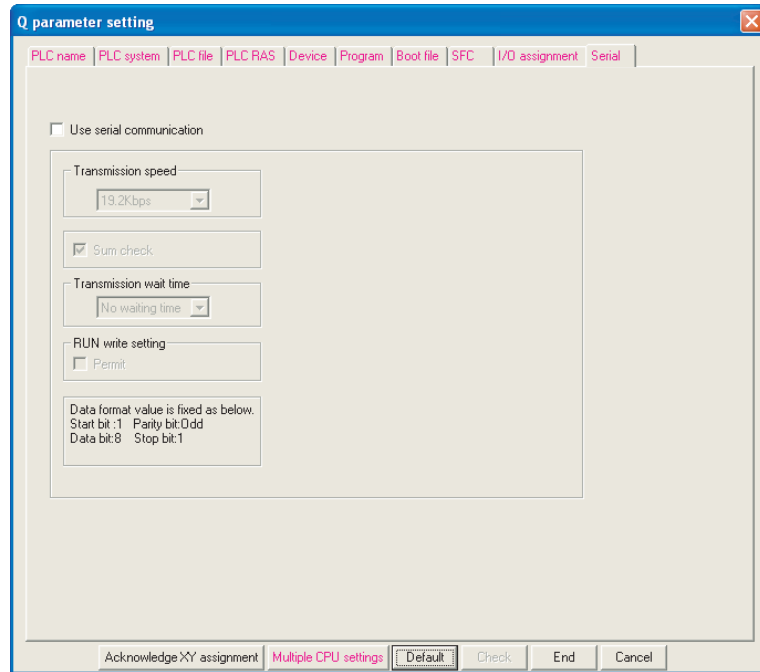 Q parameter setting
PLC name PLC system PLC file PLC RAS Device Program Boot file SFC I/O assignment Serial
Use serial communication
Transmission speed
19.2Kbps
Sum check
Transmission wait time
No waiting time
RUN write setting
Permit
Data format value is fixed as below.
Start bit :1 Parity bit:Odd
Data bit:8 Stop bit:1
Acknowledge XY assignment Multiple CPU settings Default Check End Cancel